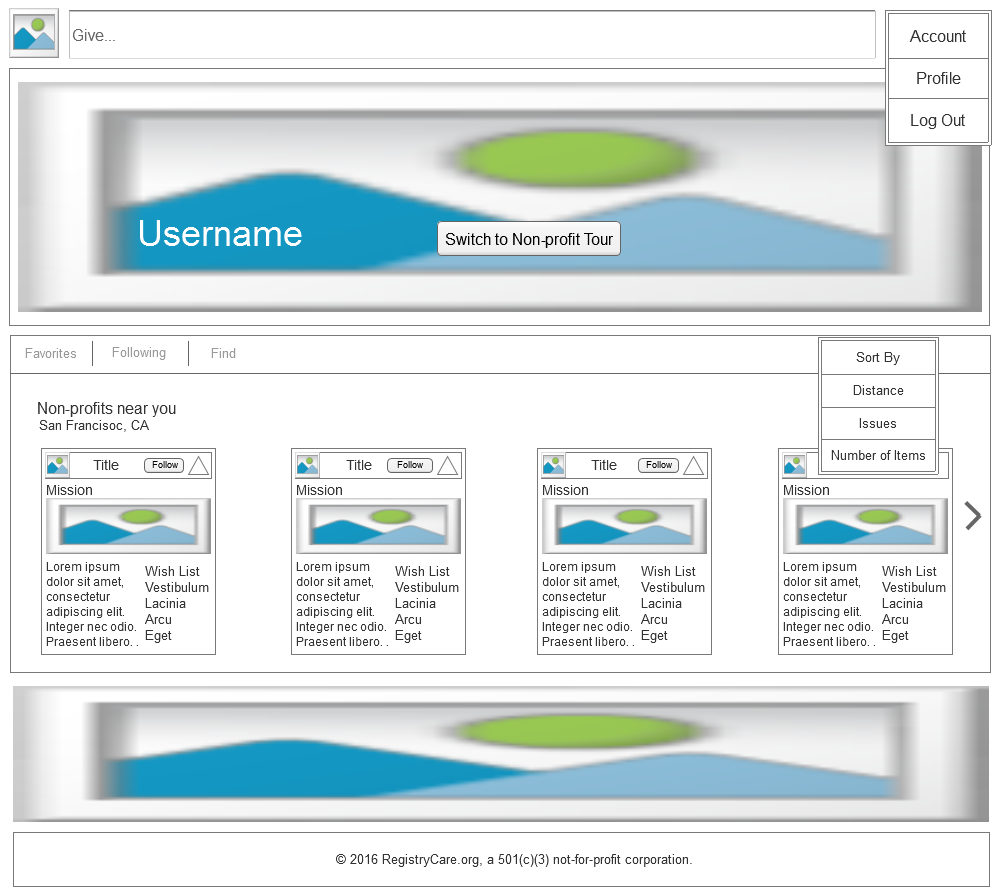 Give...
Account
Profile
Log Out
Username
Switch to Non-profit Tour
Favorites
Following
Find
Sort By
Distance
Issues
Number of Items
Non-profits near you
San Francisoc, CA
Title
Follow
Mission
Lorem ipsum
dolor sit amet,
consectetur
adipiscing elit.
Integer nec odio.
Praesent libero. .
Wish List
Vestibulum
Lacinia
Arcu
Eget
Title
Follow
Mission
Lorem ipsum
dolor sit amet,
consectetur
adipiscing elit.
Integer nec odio.
Praesent libero. .
Wish List
Vestibulum
Lacinia
Arcu
Eget
Title
Follow
Mission
Lorem ipsum
dolor sit amet,
consectetur
adipiscing elit.
Integer nec odio.
Praesent libero. .
Wish List
Vestibulum
Lacinia
Arcu
Eget
Mission
Lorem ipsum
dolor sit amet,
consectetur
adipiscing elit.
Integer nec odio.
Praesent libero. .
Wish List
Vestibulum
Lacinia
Arcu
Eget
© 2016 RegistryCare.org, a 501(c)(3) not-for-profit corporation.